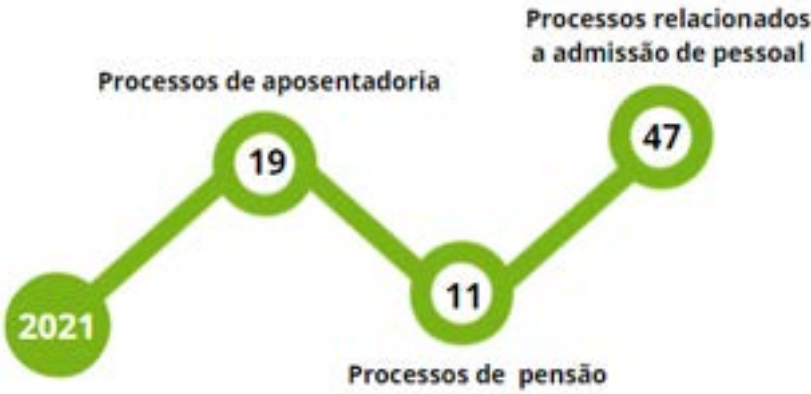 Processos relacionados
a admissão de pessoal
Processos de aposentadoria
47
19
11
2021
Processos de pensão